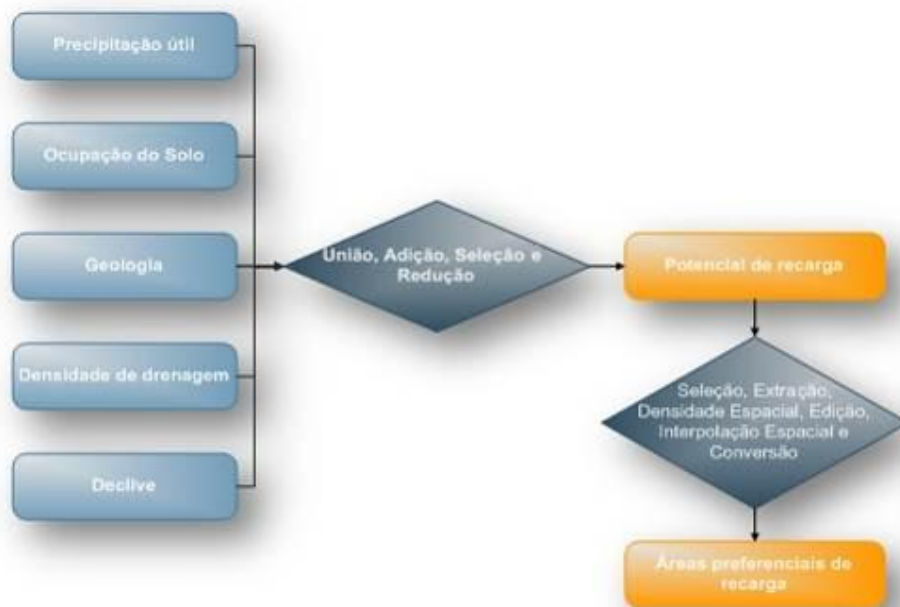 Precipitação útil
Ocupação do Solo
Geologia
Densidade de drenagem
Declive
União, Adição, Seleção e
Redução
Potencial de recarga
Seleção, Extração,
Densidade Espacial, Edição,
Interpolação Espacial e
Conversão
Áreas preferenciais de
recarga